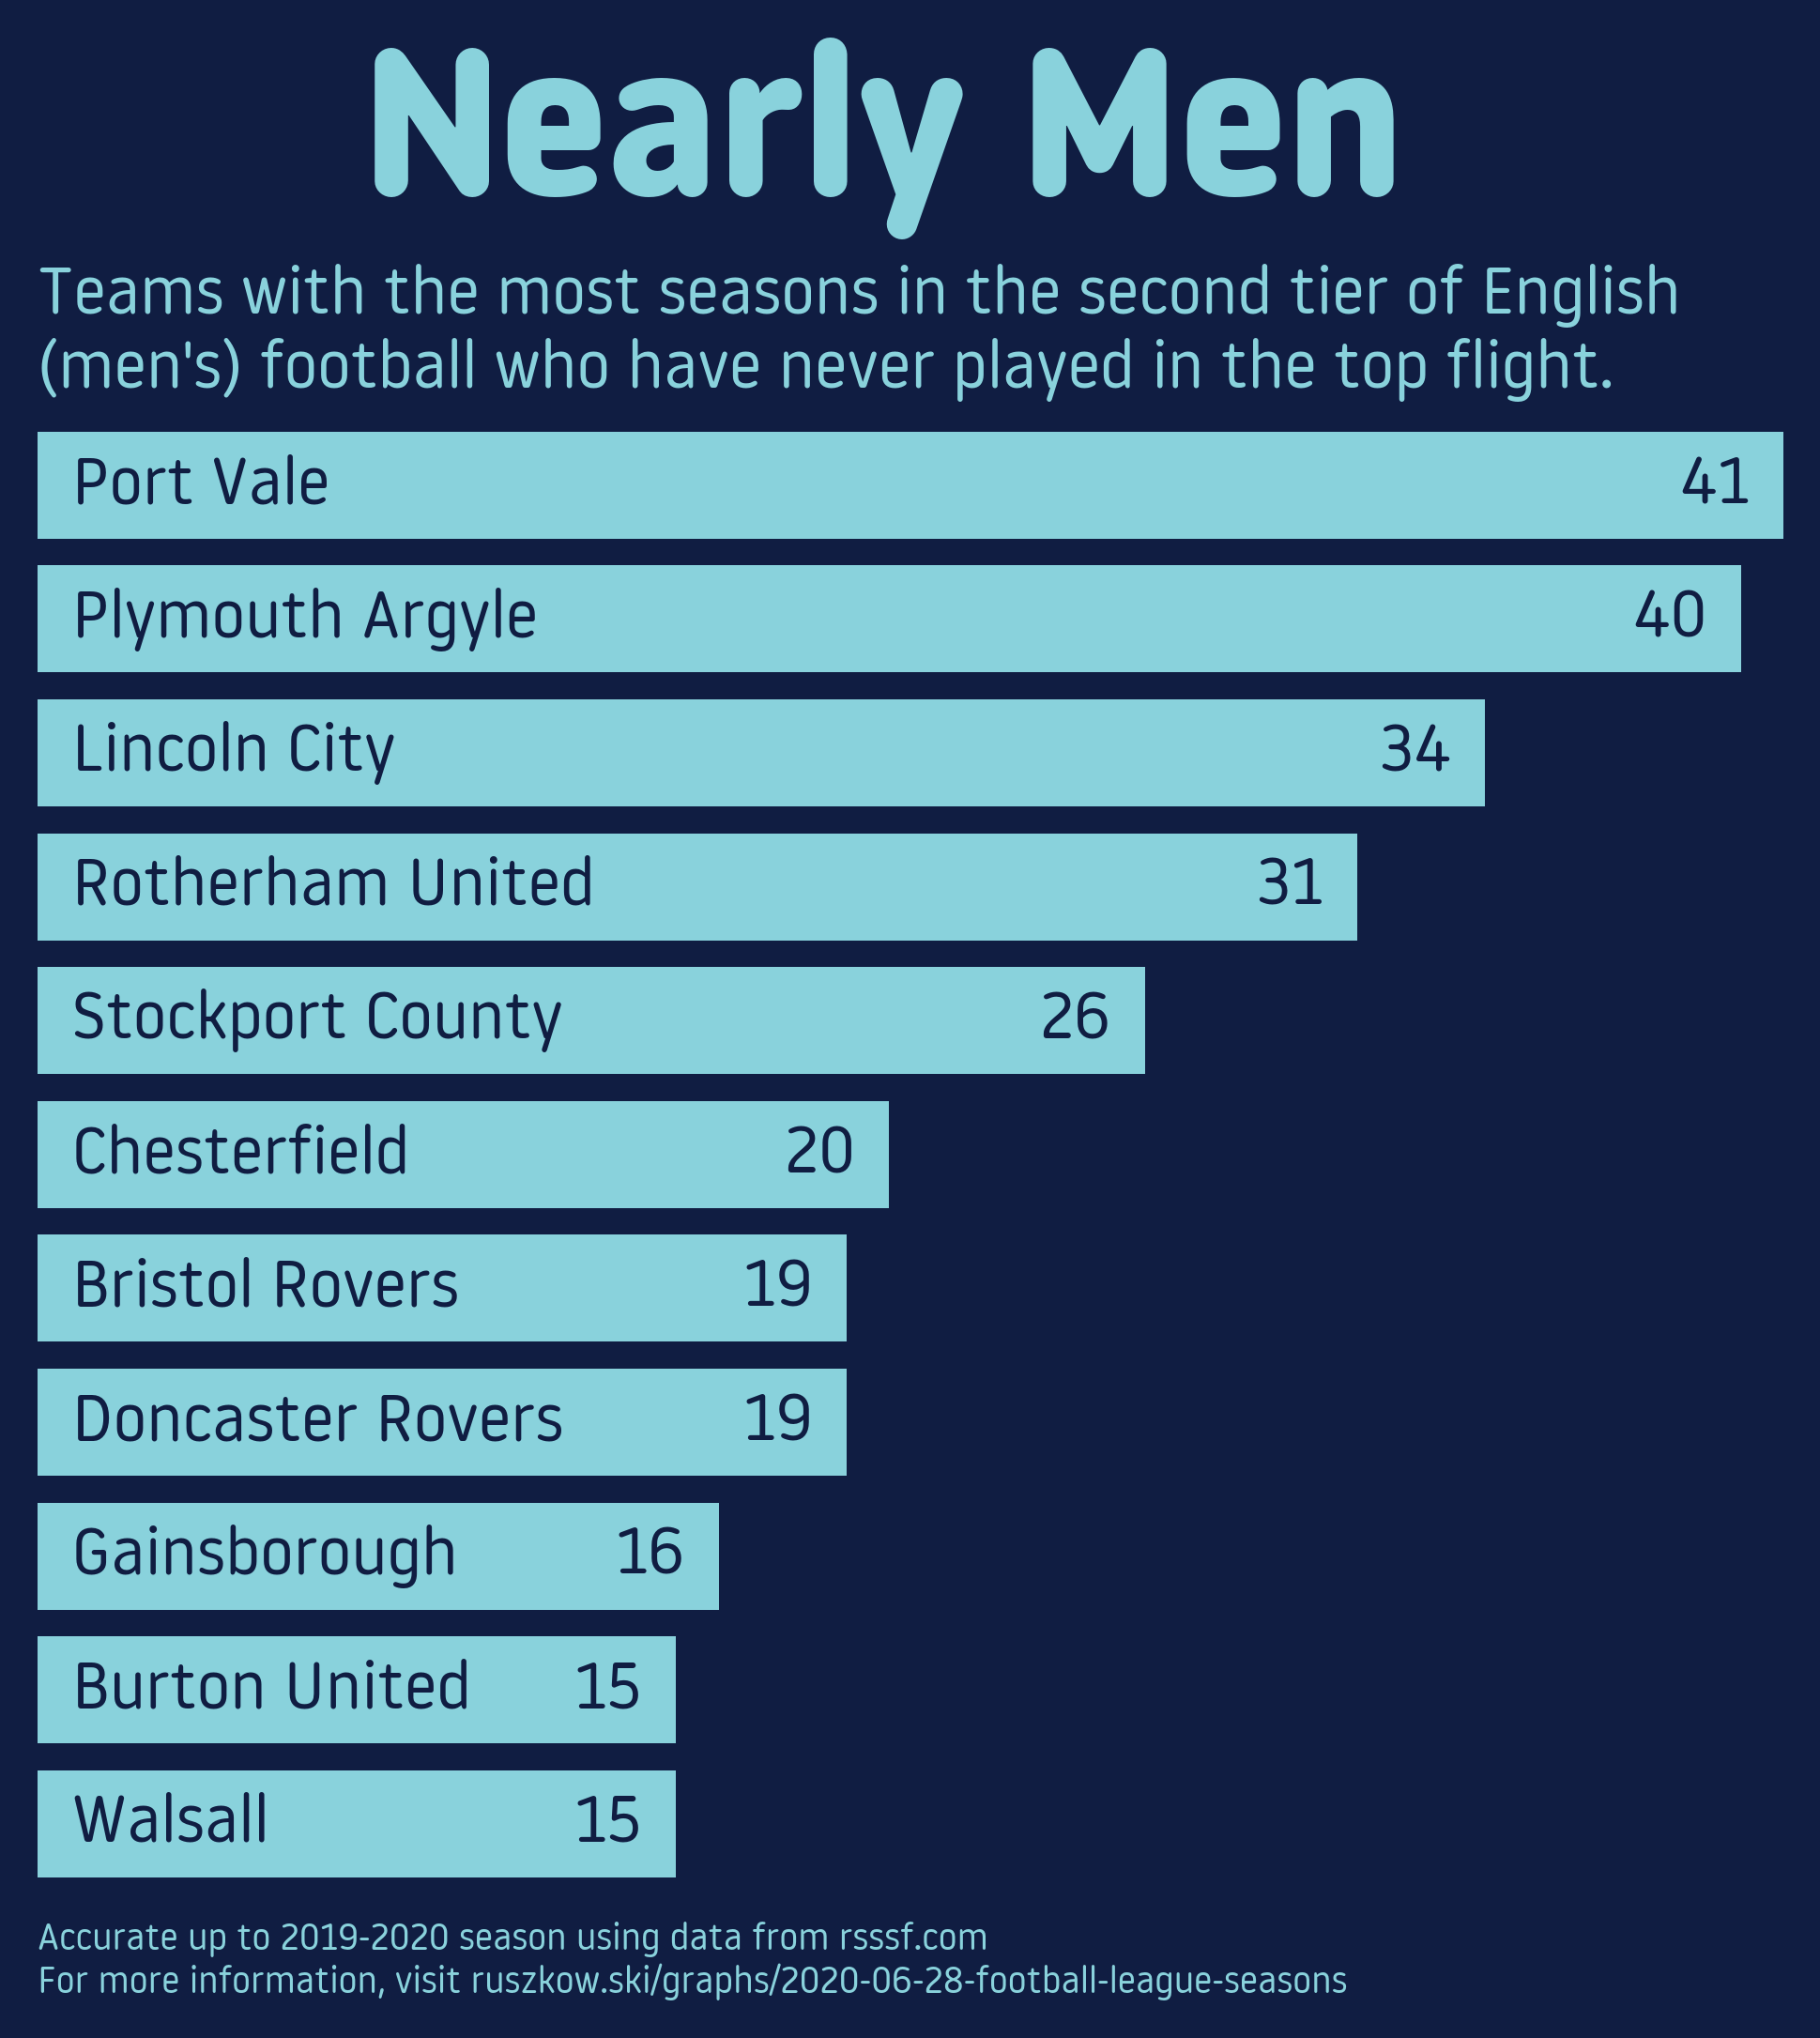 Nearly Men
Teams with the most seasons in the second tier of English
(men's) football who have never played in the top flight.
Port Vale 41
Plymouth Argyle 40
Lincoln City 34
Rotherham United 31
Stockport County 26
Chesterfield 20
Bristol Rovers 19
Doncaster Rovers 19
Gainsborough 16
Burton United 15
Walsall 15
Accurate up to 2019-2020 season using data from rsssf.com
For more information, visit ruszkow.ski/graphs/2020-06-28-football-league-seasons